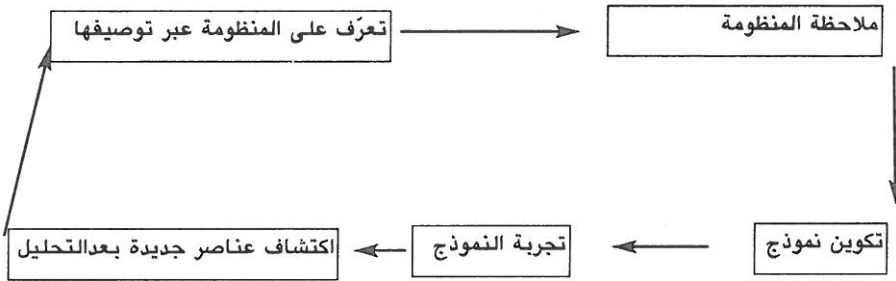 ملاحظة المنظومة
تعرّف على المنظومة عبر توصيفها
تكوين نموذج
تجربة النموذج
اكتشاف عناصر جديدة بعدالتحليل